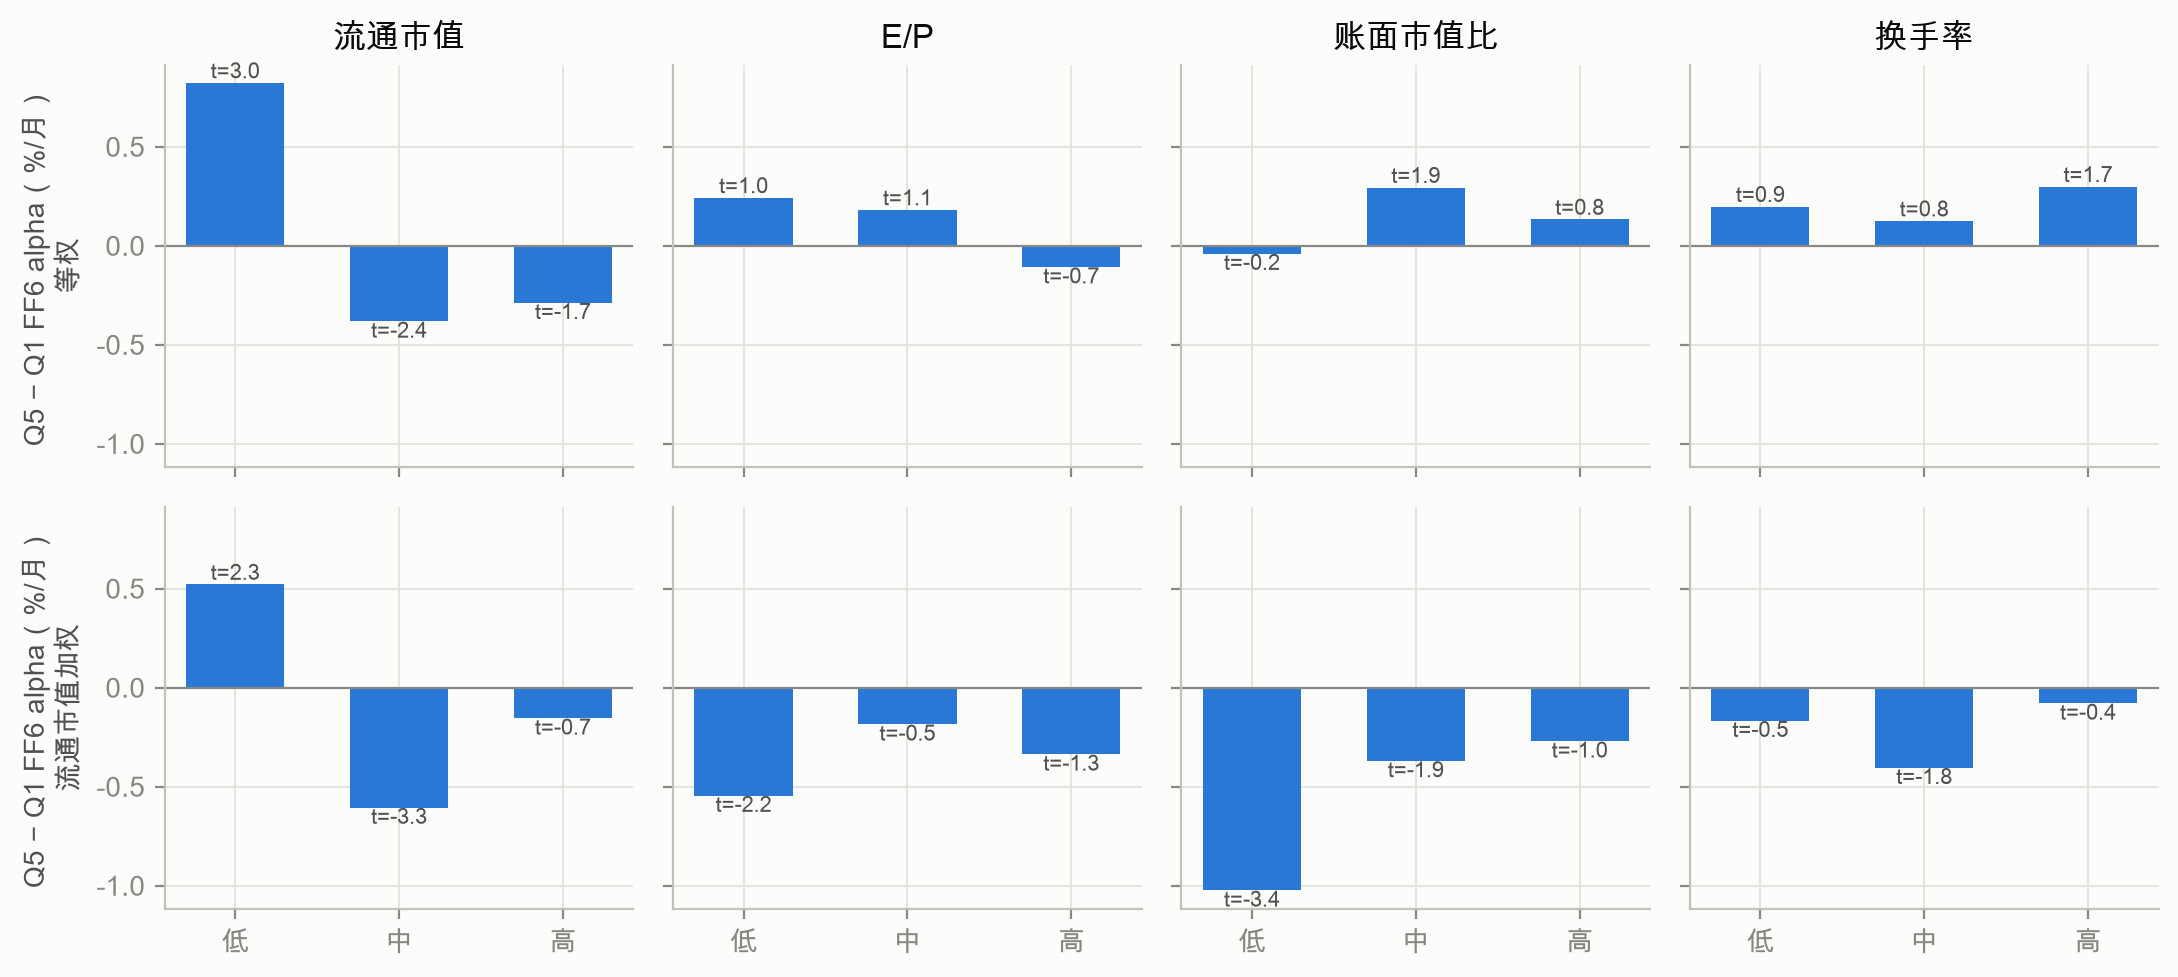 流通市值
E/P
账面市值比
换手率
Q5 − Q1 FF6 alpha（%/月）
等权
0.5
0.0
-0.5
-1.0
t=3.0
t=-2.4
t=-1.7
t=1.0
t=1.1
t=-0.7
t=-0.2
t=1.9
t=0.8
t=0.9
t=0.8
t=1.7
Q5 − Q1 FF6 alpha（%/月）
流通市值加权
0.5
0.0
-0.5
-1.0
t=2.3
t=-3.3
t=-0.7
t=-2.2
t=-0.5
t=-1.3
t=-3.4
t=-1.9
t=-1.0
t=-0.5
t=-1.8
t=-0.4
低
中
高
低
中
高
低
中
高
低
中
高